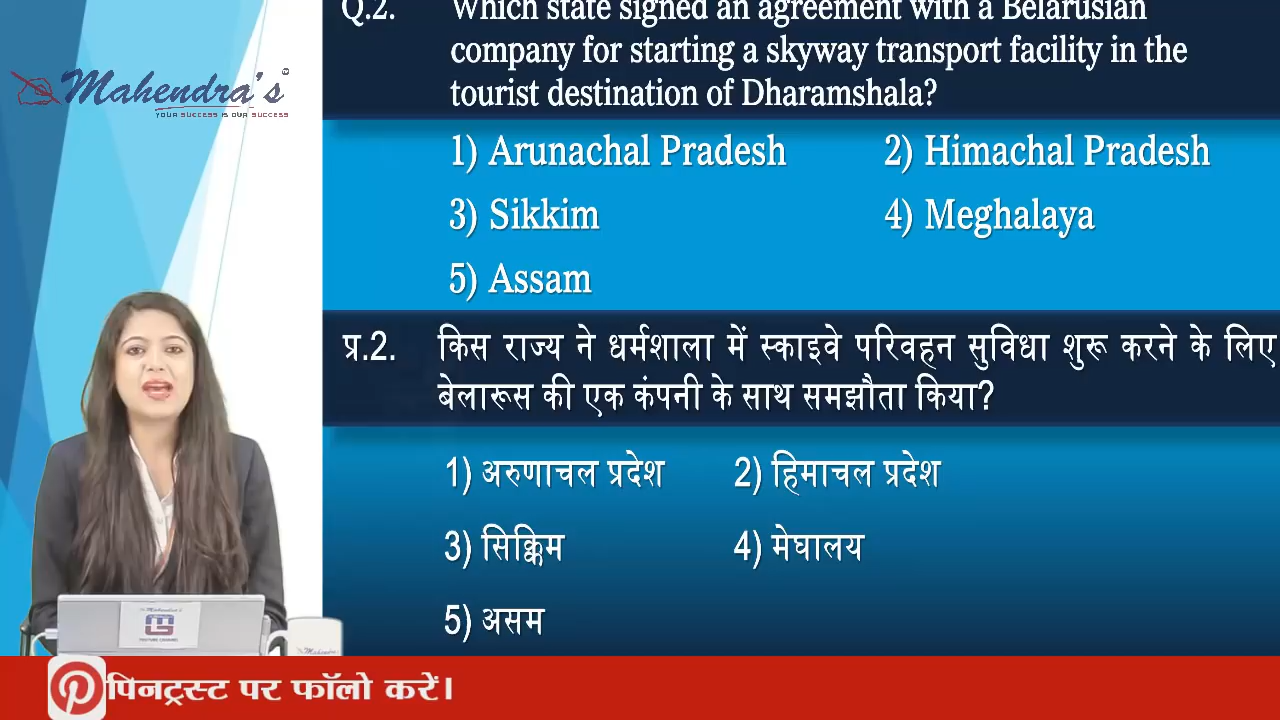 Q.2. Which state signed an agreement with a Belarusian
company for starting a skyway transport facility in the
tourist destination of Dharamshala?
Mahendra's
YOUR SUCCESS IS OUR SUCCESS
1) Arunachal Pradesh 2) Himachal Pradesh
3) Sikkim 4) Meghalaya
5) Assam
प्र.2. किस राज्य ने धर्मशाला में स्काइवे परिवहन सुविधा शुरू करने के लिए
बेलारूस की एक कंपनी के साथ समझौता किया?
1) अरुणाचल प्रदेश 2) हिमाचल प्रदेश
3) सिक्किम 4) मेघालय
5) असम
Mahendra's
पिनट्रस्ट पर फॉलो करें।